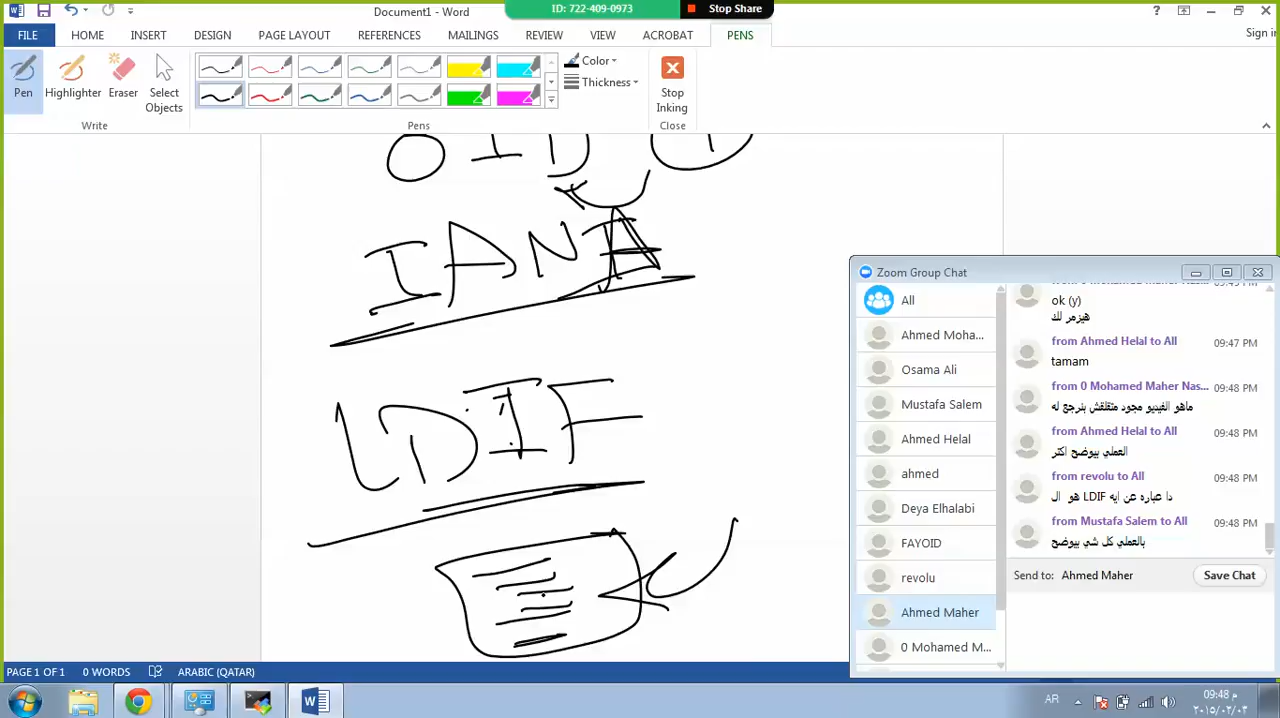 Document1 - Word
ID: 722-409-0973
Stop Share
?
FILE
HOME
INSERT
DESIGN
PAGE LAYOUT
REFERENCES
MAILINGS
REVIEW
VIEW
ACROBAT
PENS
Sign in
Pen
Highlighter
Eraser
Select Objects
Write
Pens
Color
Thickness
Stop Inking
Close
OID
IANA
LDIF
Zoom Group Chat
All
Ahmed Moha...
Osama Ali
Mustafa Salem
Ahmed Helal
ahmed
Deya Elhalabi
FAYOID
revolu
Ahmed Maher
0 Mohamed M...
ok (y)
هيزمر لك
from Ahmed Helal to All 09:47 PM
tamam
from 0 Mohamed Maher Nas... 09:48 PM
ماهو الفيديو مجود متقلقش بنرجع له
from Ahmed Helal to All 09:48 PM
العملي بيوضح اكتر
from revolu to All 09:48 PM
دا عباره عن ايه LDIF هو ال
from Mustafa Salem to All 09:48 PM
بالعملي كل شي بيوضح
Send to: Ahmed Maher
Save Chat
PAGE 1 OF 1
0 WORDS
ARABIC (QATAR)
AR
09:48 م
٢٠١٥/٠٢/٠٣